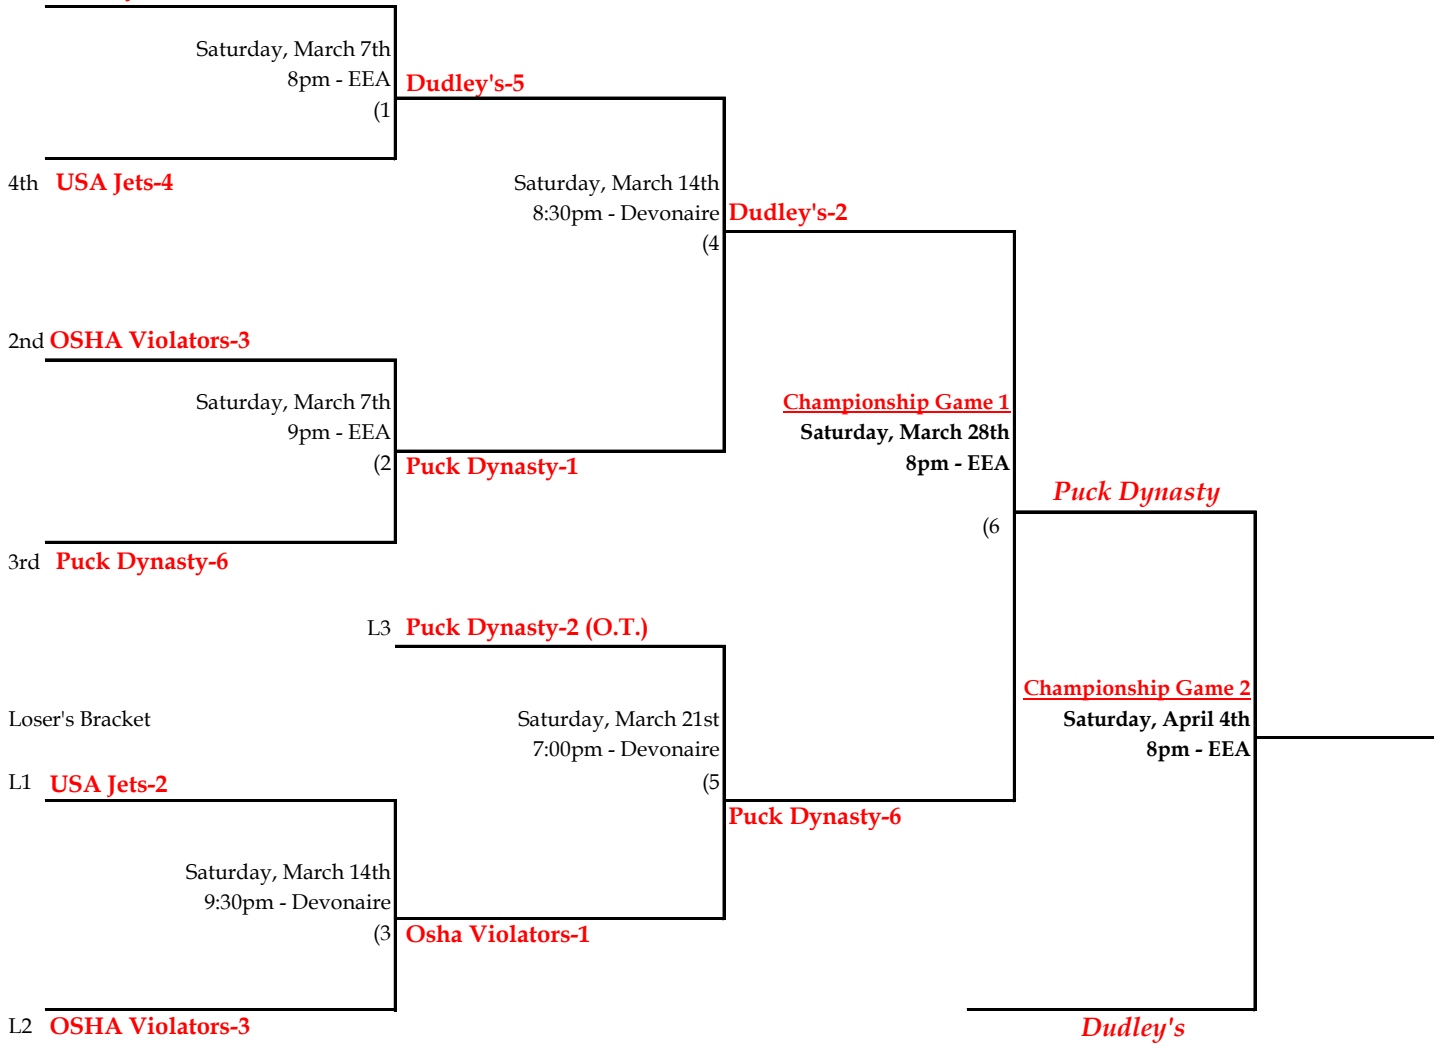 Saturday, March 7th
8pm - EEA
(1
Dudley's-5
4th USA Jets-4
Saturday, March 14th
8:30pm - Devonaire
(4
Dudley's-2
2nd OSHA Violators-3
Saturday, March 7th
9pm - EEA
(2
Puck Dynasty-1
3rd Puck Dynasty-6
Championship Game 1
Saturday, March 28th
8pm - EEA
(6
Puck Dynasty
L3 Puck Dynasty-2 (O.T.)
Loser's Bracket
Saturday, March 21st
7:00pm - Devonaire
(5
Puck Dynasty-6
Championship Game 2
Saturday, April 4th
8pm - EEA
L1 USA Jets-2
Saturday, March 14th
9:30pm - Devonaire
(3
Osha Violators-1
L2 OSHA Violators-3
Dudley's